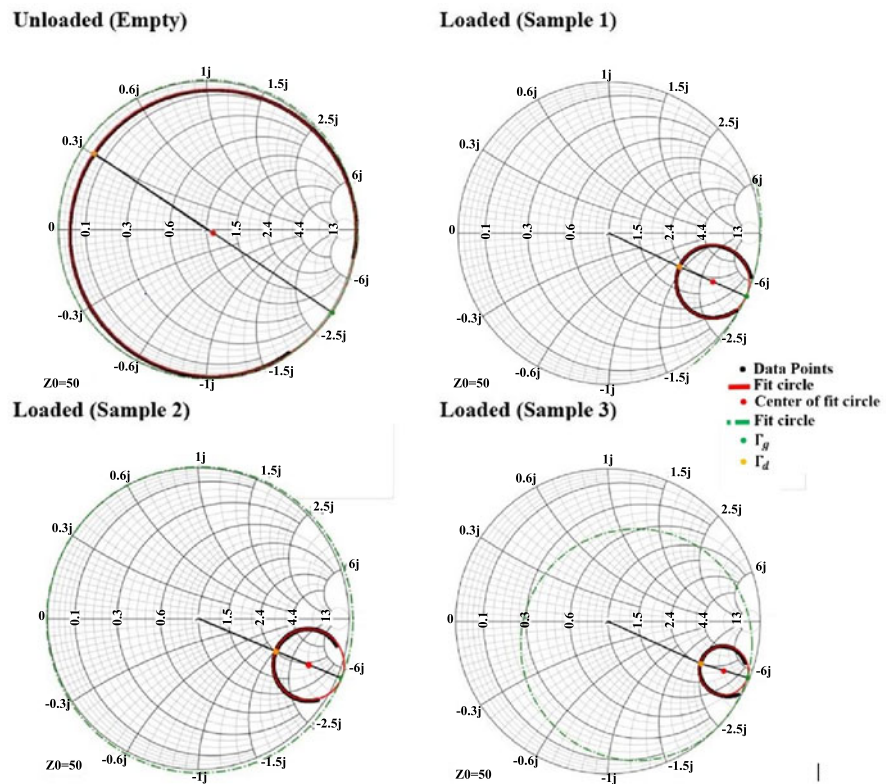 Unloaded (Empty)
1j
0.6j
1.5j
0.3j
2.5j
6j
0
0.1
0.3
0.6
1.5
2.4
4.4
13
-6j
-0.3j
-2.5j
-0.6j
-1j
-1.5j
Z0=50
Loaded (Sample 1)
1j
0.6j
1.5j
0.3j
2.5j
6j
0
0.1
0.3
0.6
1.5
2.4
4.4
13
-6j
-0.3j
-2.5j
-0.6j
-1j
-1.5j
Z0=50
Data Points
Fit circle
Center of fit circle
Fit circle
Γg
Γd
Loaded (Sample 2)
1j
0.6j
1.5j
0.3j
2.5j
6j
0
0.1
0.3
0.6
1.5
2.4
4.4
13
-6j
-0.3j
-2.5j
-0.6j
-1j
-1.5j
Z0=50
Loaded (Sample 3)
1j
0.6j
1.5j
0.3j
2.5j
6j
0
0.1
0.3
0.6
1.5
2.4
4.4
13
-6j
-0.3j
-2.5j
-0.6j
-1j
-1.5j
Z0=50